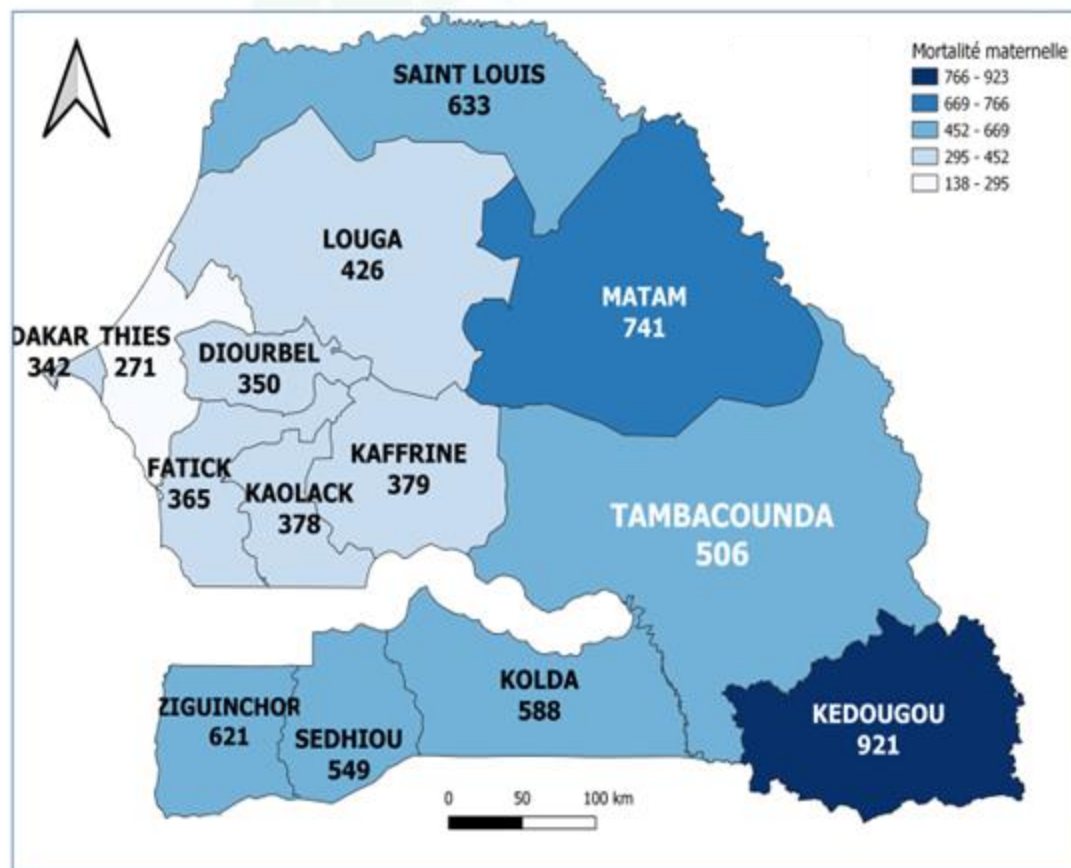 Mortalité maternelle
766 - 923
669 - 766
452 - 669
295 - 452
138 - 295
SAINT LOUIS
633
LOUGA
426
MATAM
741
DAKAR
342
THIES
271
DIOURBEL
350
FATICK
365
KAOLACK
378
KAFFRINE
379
TAMBACOUNDA
506
ZIGUINCHOR
621
SEDHIOU
549
KOLDA
588
KEDOUGOU
921
0 50 100 km